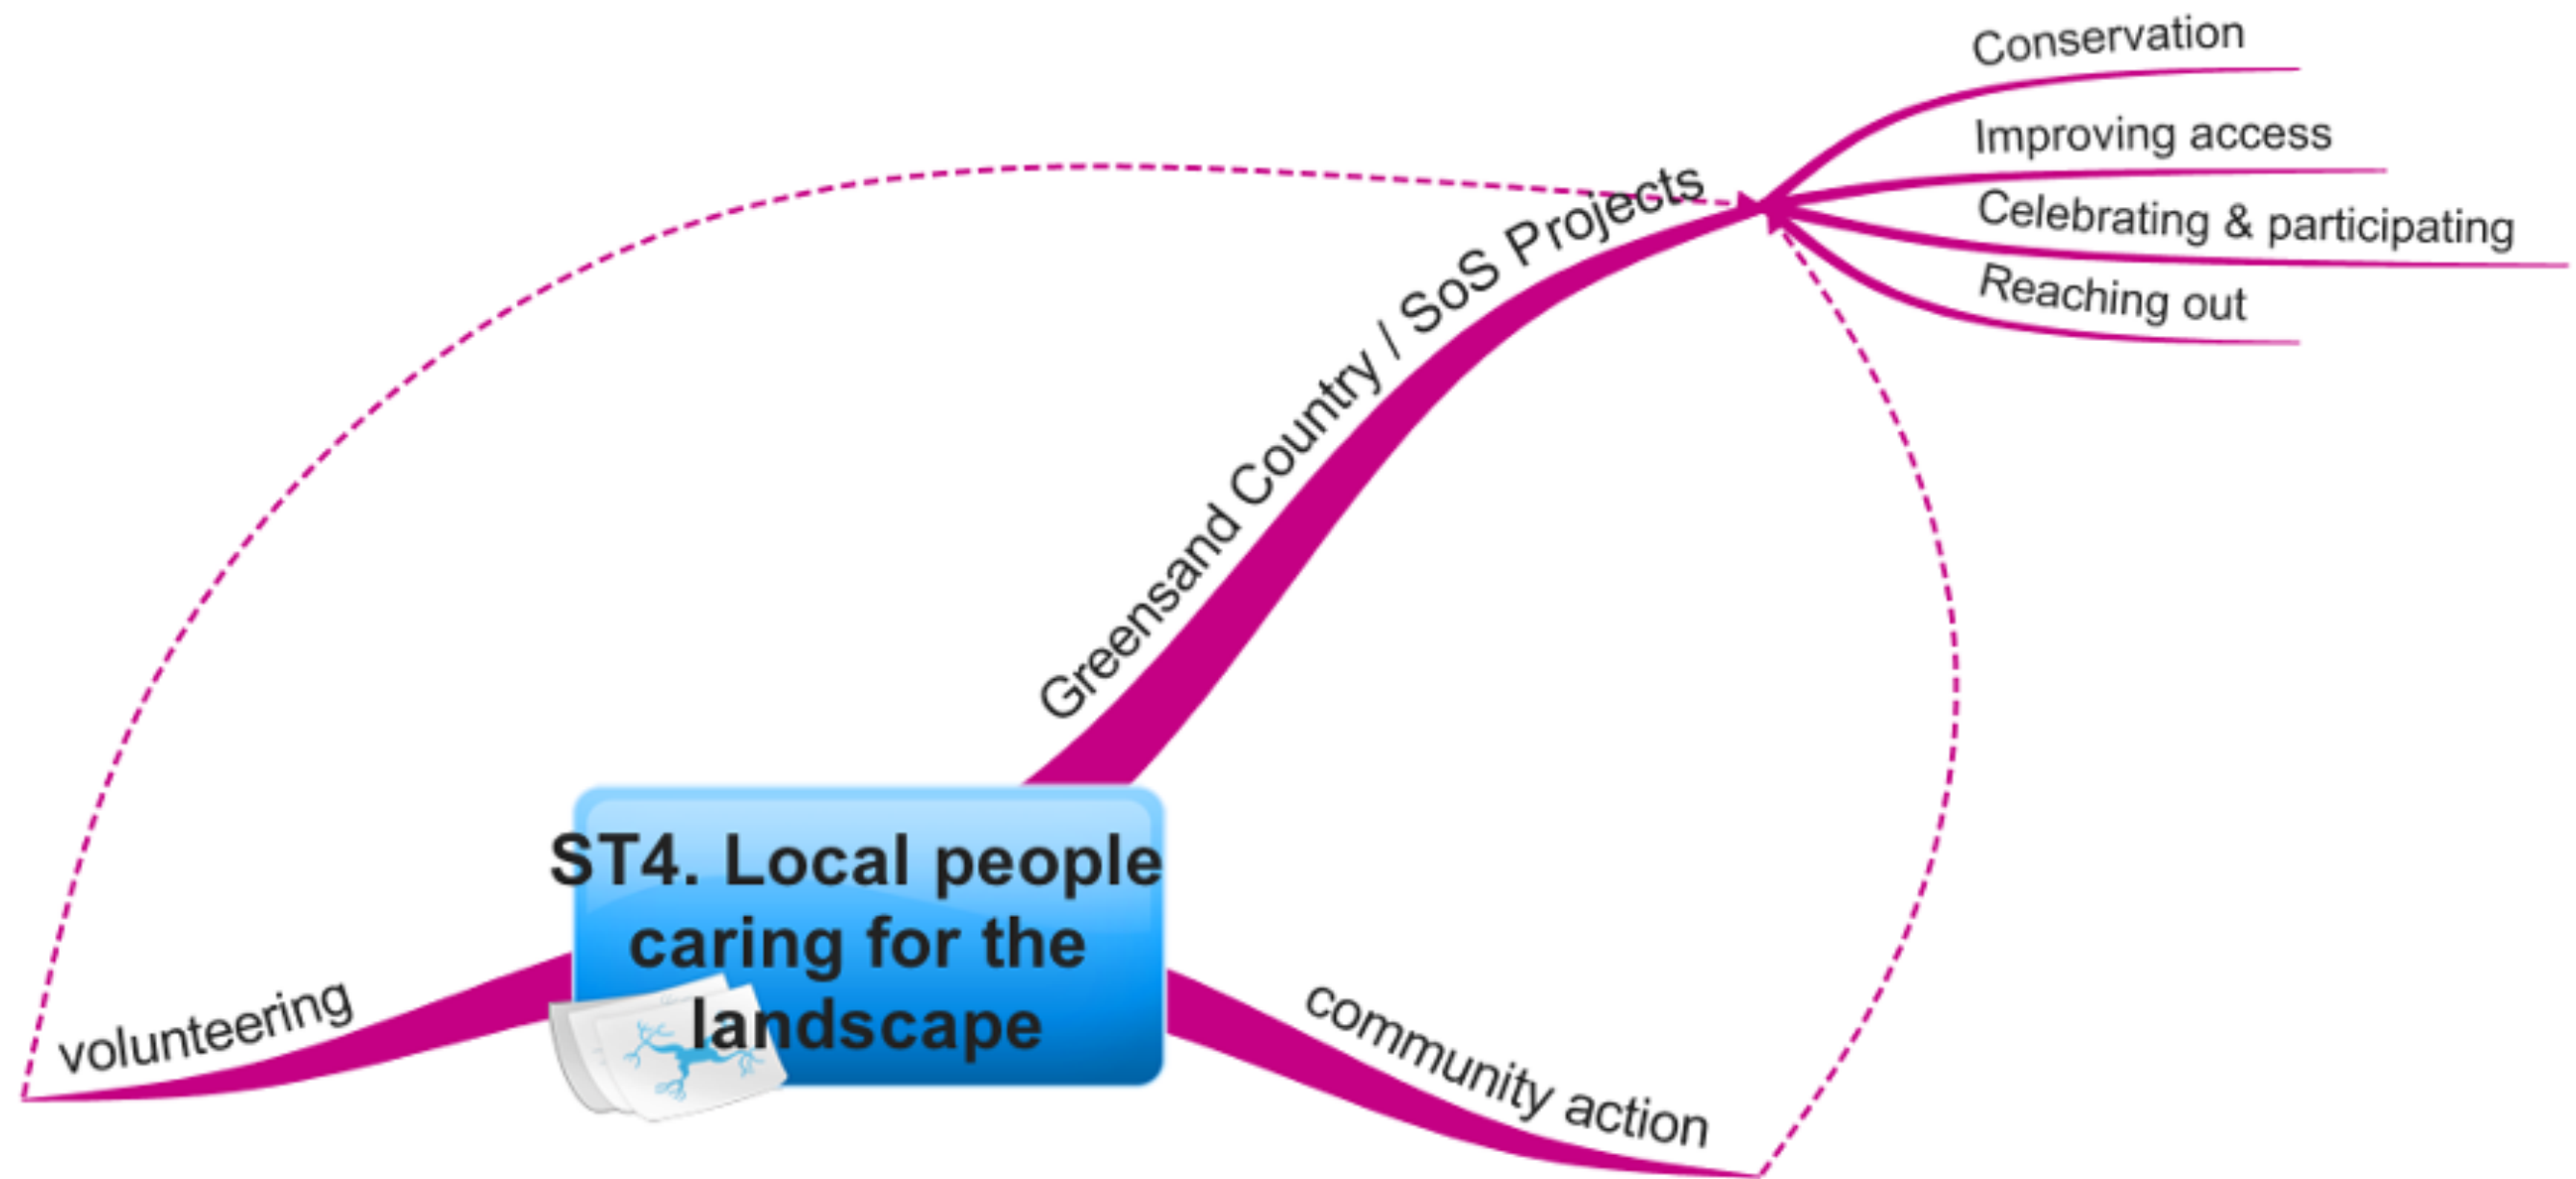 Conservation
Improving access
Celebrating & participating
Reaching out
Greensand Country / SoS Projects
ST4. Local people
caring for the
landscape
volunteering
community action